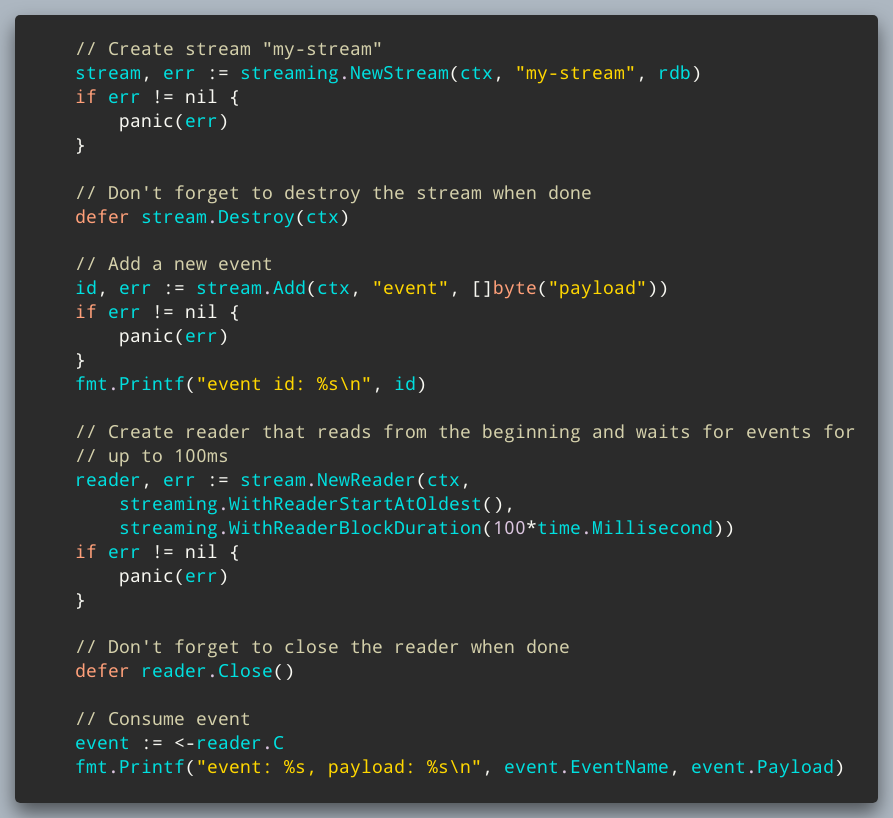 // Create stream "my-stream"
stream, err := streaming.NewStream(ctx, "my-stream", rdb)
if err != nil {
    panic(err)
}

// Don't forget to destroy the stream when done
defer stream.Destroy(ctx)

// Add a new event
id, err := stream.Add(ctx, "event", []byte("payload"))
if err != nil {
    panic(err)
}
fmt.Printf("event id: %s\n", id)

// Create reader that reads from the beginning and waits for events for
// up to 100ms
reader, err := stream.NewReader(ctx,
    streaming.WithReaderStartAtOldest(),
    streaming.WithReaderBlockDuration(100*time.Millisecond))
if err != nil {
    panic(err)
}

// Don't forget to close the reader when done
defer reader.Close()

// Consume event
event := <-reader.C
fmt.Printf("event: %s, payload: %s\n", event.EventName, event.Payload)